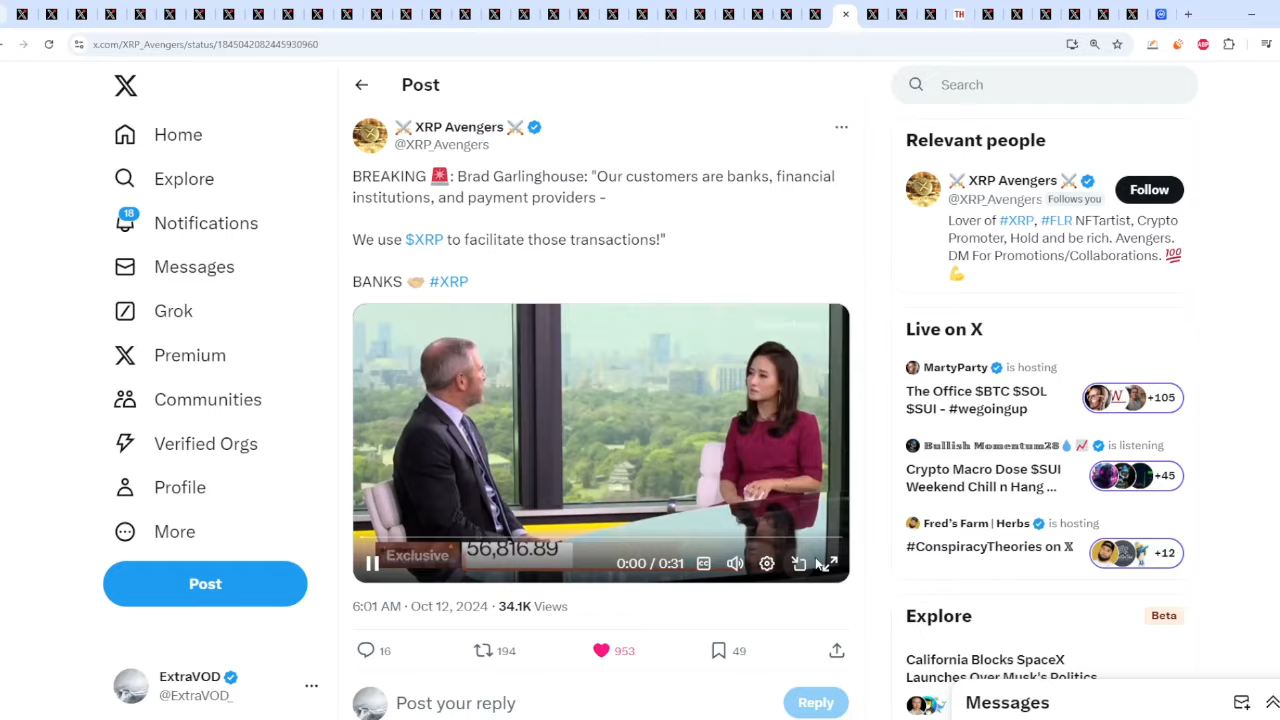 x.com/XRP_Avengers/status/1845042082445930960
Home
Explore
18
Notifications
Messages
Grok
Premium
Communities
Verified Orgs
Profile
More
Post
ExtraVOD
@ExtraVOD_
Post
XRP Avengers
@XRP_Avengers
BREAKING 🚨: Brad Garlinghouse: "Our customers are banks, financial
institutions, and payment providers –
We use $XRP to facilitate those transactions!"
BANKS 🤝 #XRP
Exclusive
56,816.89
0:00 / 0:31
6:01 AM · Oct 12, 2024 · 34.1K Views
16
194
953
49
Post your reply
Reply
Search
Relevant people
XRP Avengers
@XRP_Avengers Follows you
Follow
Lover of #XRP, #FLR NFTartist, Crypto
Promoter, Hold and be rich. Avengers.
DM For Promotions/Collaborations. 💯
💪
Live on X
MartyParty is hosting
The Office $BTC $SOL
$SUI - #wegoingup
+105
Bullish Momentum28 💧 📈 is listening
Crypto Macro Dose $SUI
Weekend Chill n Hang ...
+45
Fred's Farm | Herbs is hosting
#ConspiracyTheories on 𝕏
+12
Explore
Beta
California Blocks SpaceX
Launches Over Musk's Politics
Messages